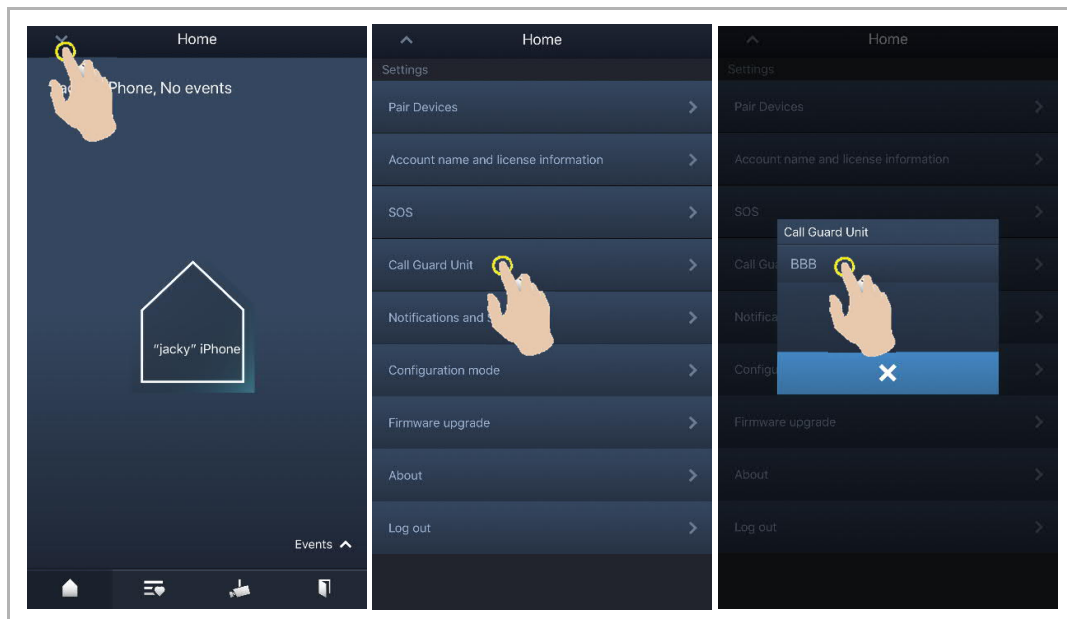 Home
Phone, No events
"jacky" iPhone
Events
Home
Settings
Pair Devices
Account name and license information
SOS
Call Guard Unit
Notifications and
Configuration mode
Firmware upgrade
About
Log out
Home
Settings
Pair Devices
Account name and license information
SOS
Call Guard Unit
Call Gu
BBB
Notifica
Configu
Firmware upgrade
About
Log out